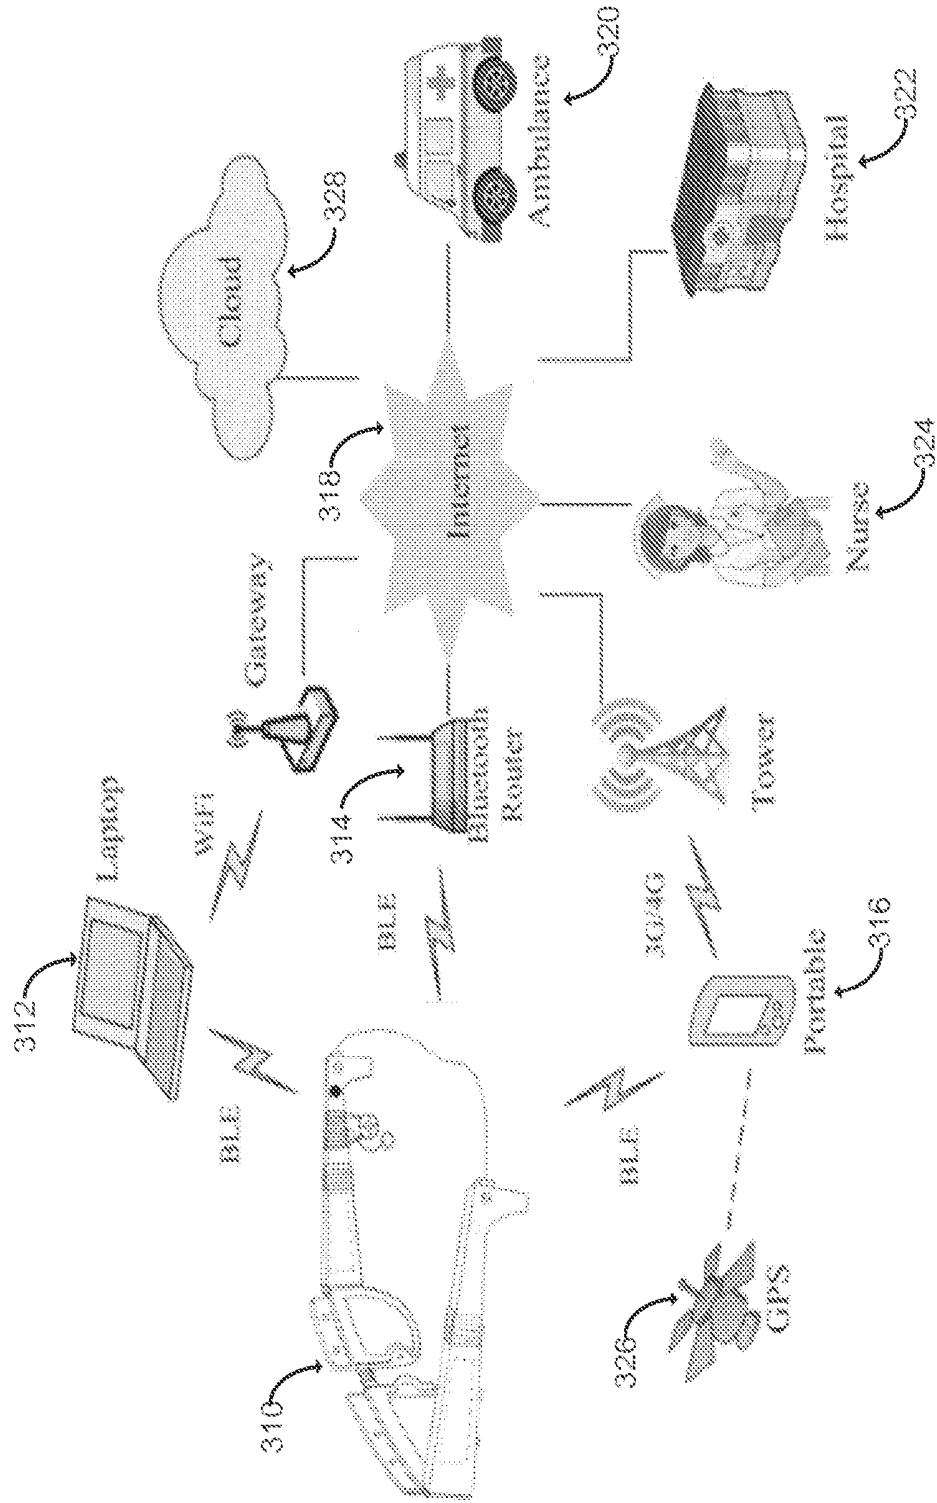 312
Laptop
BLE
WiFi
Gateway
318
Cloud
328
310
BLE
314
Bluetooth
Router
Internet
Ambulance
320
BLE
3G/4G
326
GPS
Portable
316
Tower
Nurse
324
Hospital
322